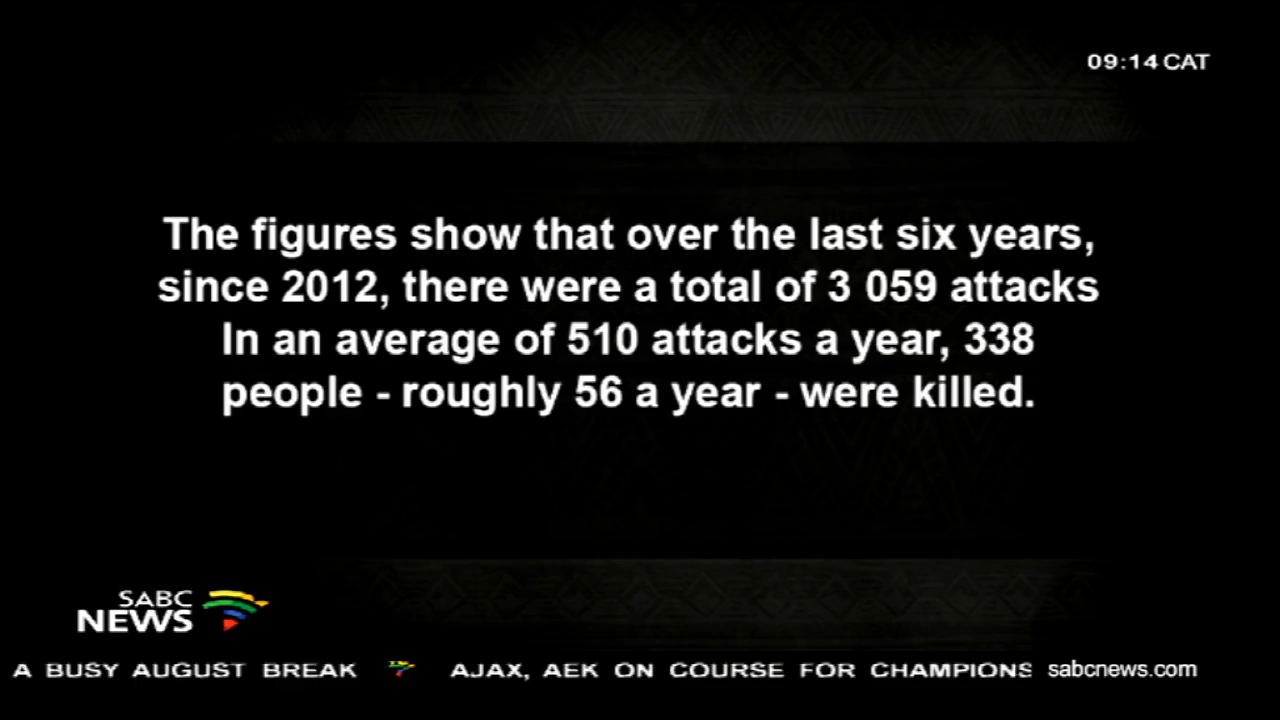 09:14 CAT
The figures show that over the last six years,
since 2012, there were a total of 3 059 attacks
In an average of 510 attacks a year, 338
people - roughly 56 a year - were killed.
SABC
NEWS
A BUSY AUGUST BREAK AJAX, AEK ON COURSE FOR CHAMPIONS sabcnews.com